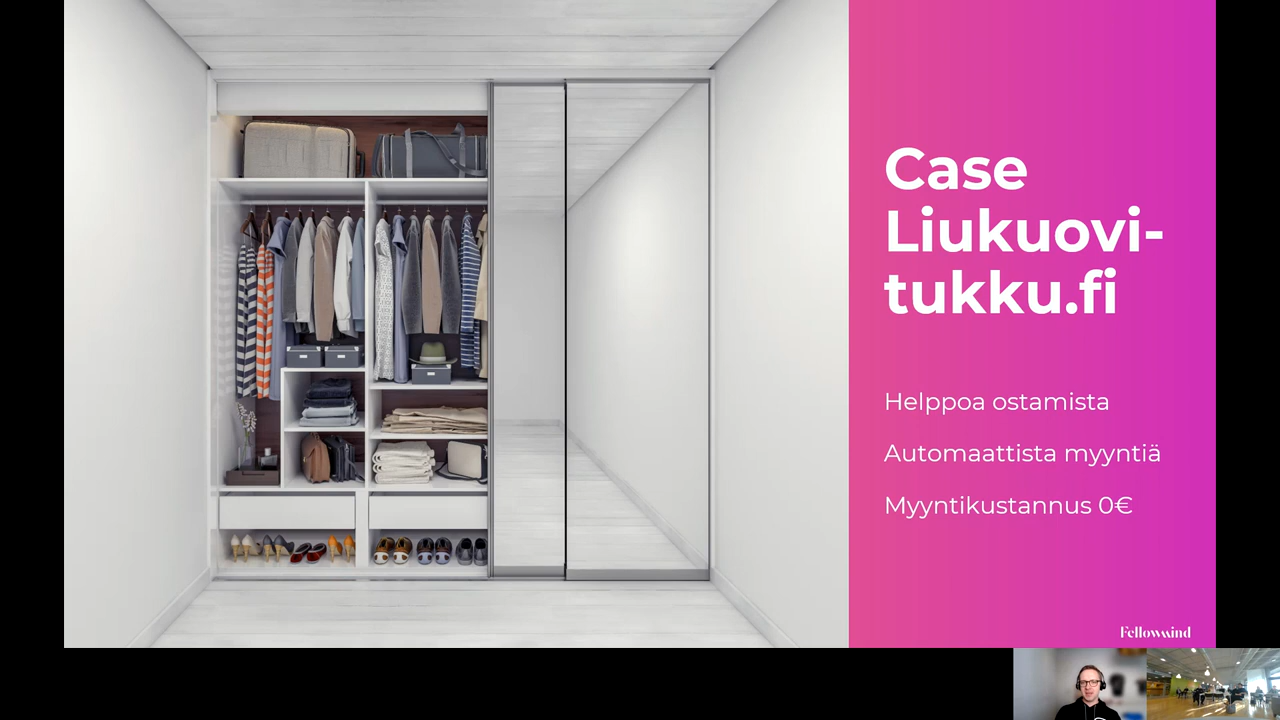 Case
Liukuovi-
tukku.fi
Helppoa ostamista
Automaattista myyntiä
Myyntikustannus 0€
Fellowmind